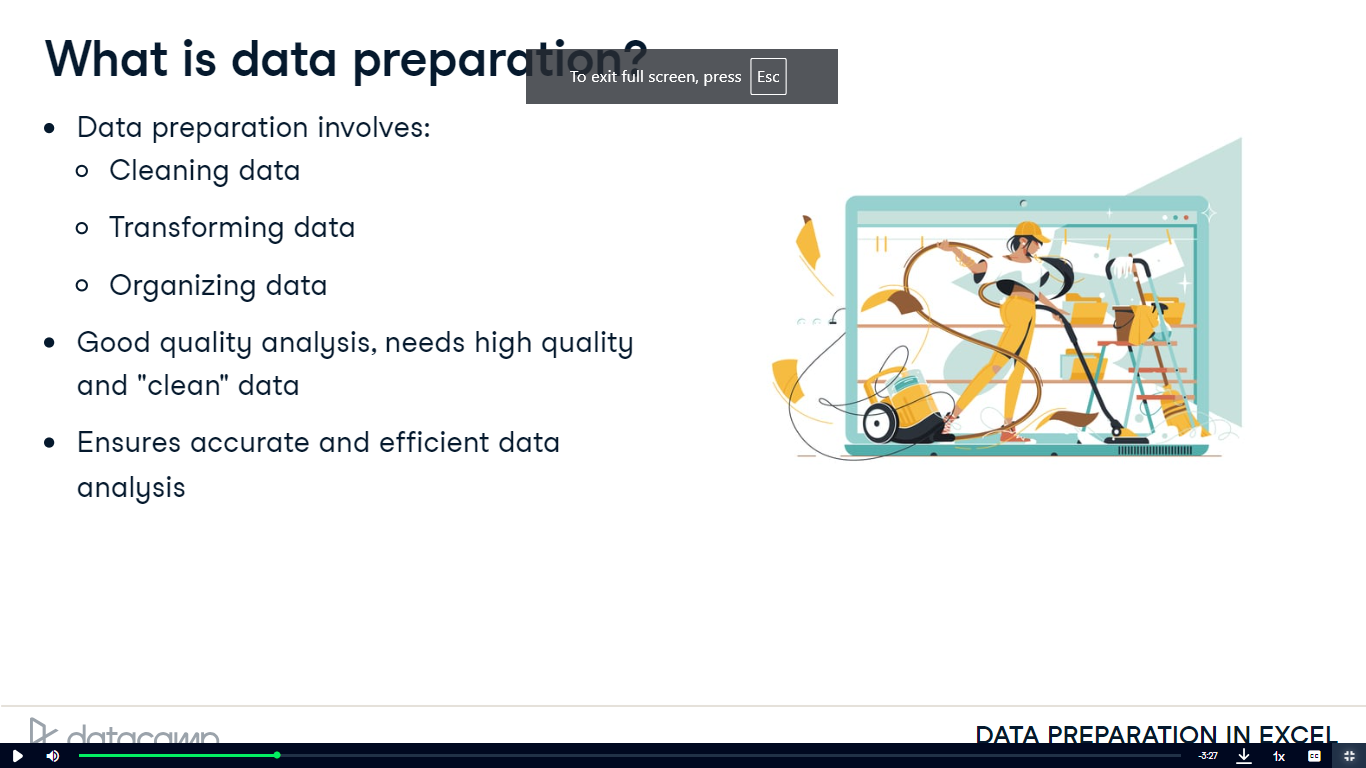 What is data preparation?
To exit full screen, press Esc
Data preparation involves:
Cleaning data
Transforming data
Organizing data
Good quality analysis, needs high quality
and "clean" data
Ensures accurate and efficient data
analysis
datacamp
DATA PREPARATION IN EXCEL
-3:27
1x
CC